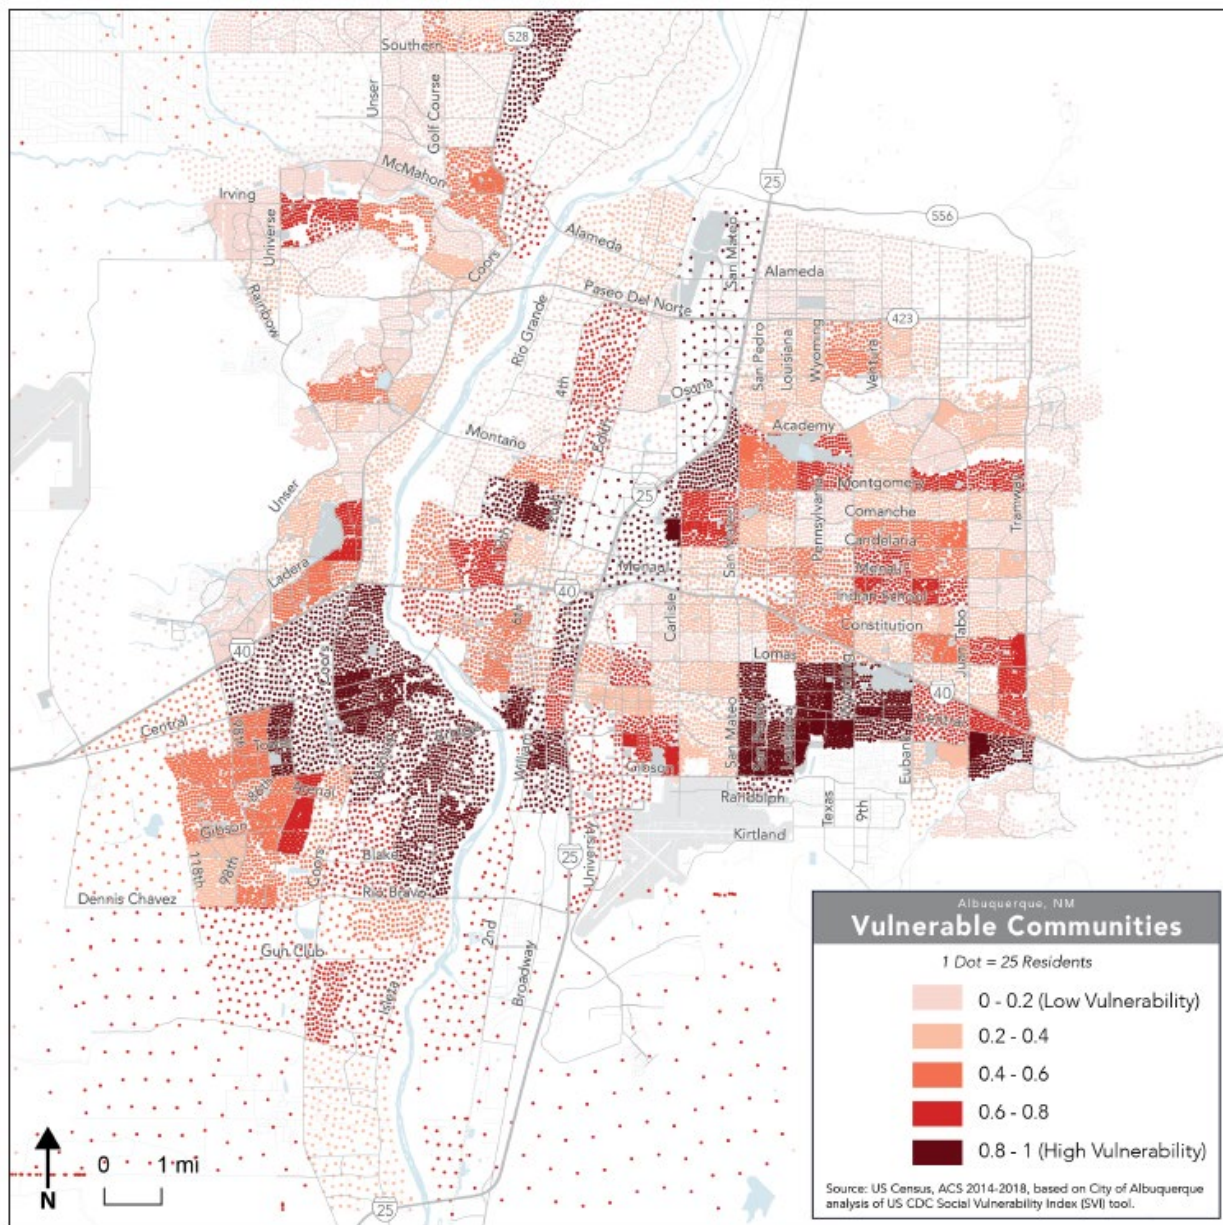 Southern
528
Unser
Golf Course
McMahon
25
Irving
556
Universe
Alameda
San Mateo
Alameda
Coors
Rainbow
Paseo Del Norte
423
Rio Grande
San Pedro
Louisiana
Wyoming
Ventura
4th
Osuna
Edith
Academy
Montaño
Montgomery
Unser
25
Pennsylvania
Comanche
Tramway
Candelaria
Ladera
Menaul
Menaul
Indian School
40
Carlisle
Constitution
Juan Tabo
40
Lomas
Coors
40
Central
San Mateo
Eubank
Gibson
86th
Arenal
Randolph
Texas
9th
Gibson
Kirtland
118th
98th
Coors
Blake
25
Dennis Chavez
Rio Bravo
2nd
Gun Club
Broadway
Isleta
0 1 mi
N
25
Albuquerque, NM
Vulnerable Communities
1 Dot = 25 Residents
0 - 0.2 (Low Vulnerability)
0.2 - 0.4
0.4 - 0.6
0.6 - 0.8
0.8 - 1 (High Vulnerability)
Source: US Census, ACS 2014-2018, based on City of Albuquerque
analysis of US CDC Social Vulnerability Index (SVI) tool.